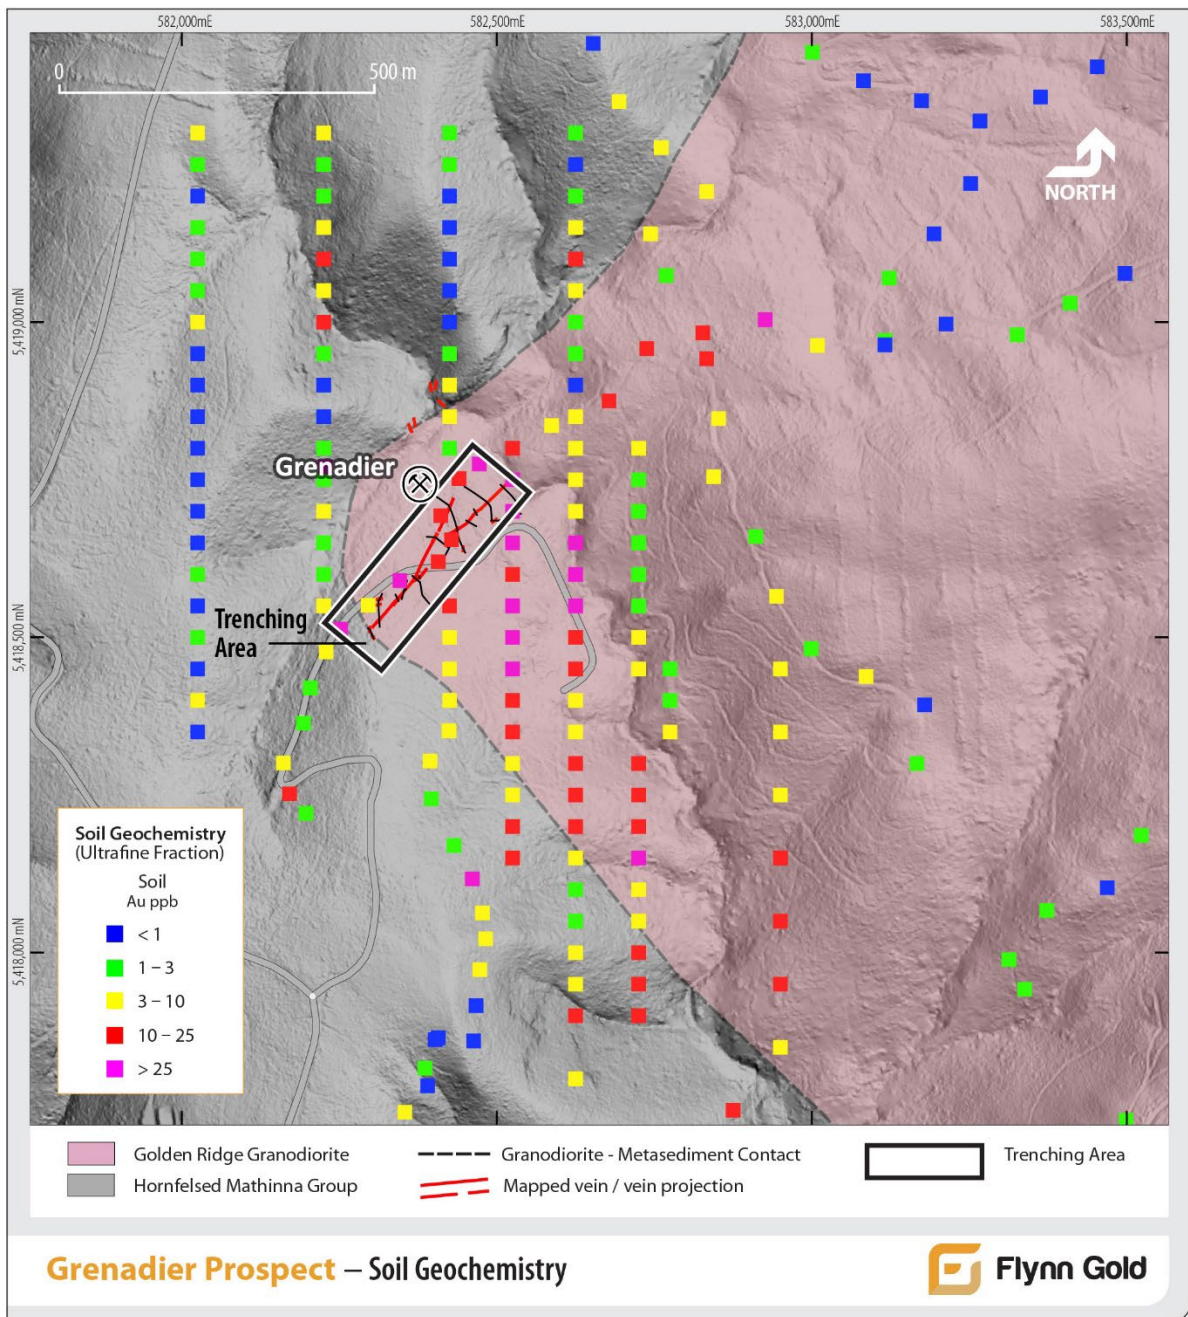 582,000mE
582,500mE
583,000mE
583,500mE
0
500 m
NORTH
5,419,000 mN
Grenadier
Trenching
Area
5,418,500 mN
5,418,000 mN
Soil Geochemistry
(Ultrafine Fraction)
Soil
Au ppb
< 1
1 – 3
3 – 10
10 – 25
> 25
Golden Ridge Granodiorite
Granodiorite - Metasediment Contact
Trenching Area
Hornfelsed Mathinna Group
Mapped vein / vein projection
Grenadier Prospect – Soil Geochemistry
Flynn Gold